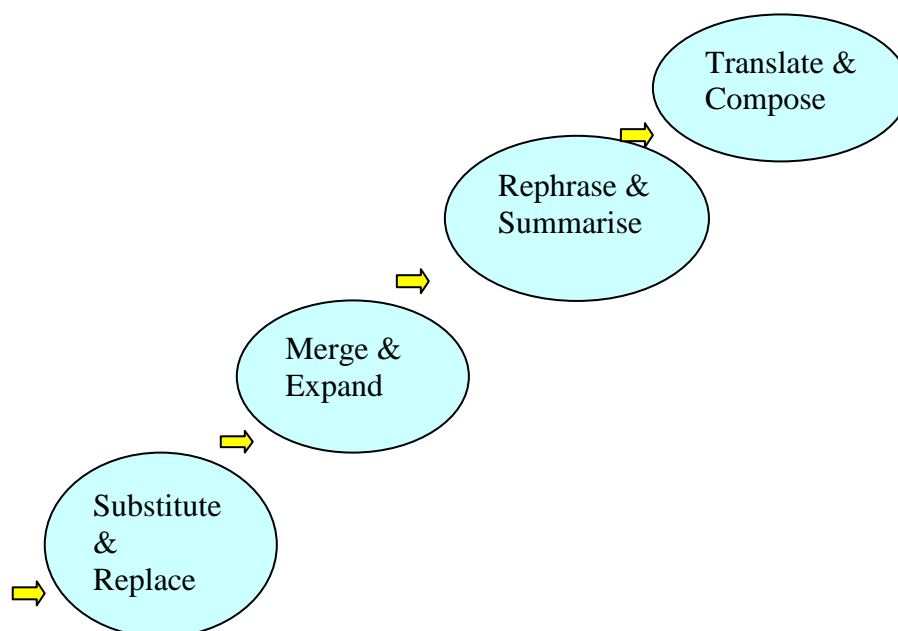 Translate &
Compose
Rephrase &
Summarise
Merge &
Expand
Substitute
&
Replace